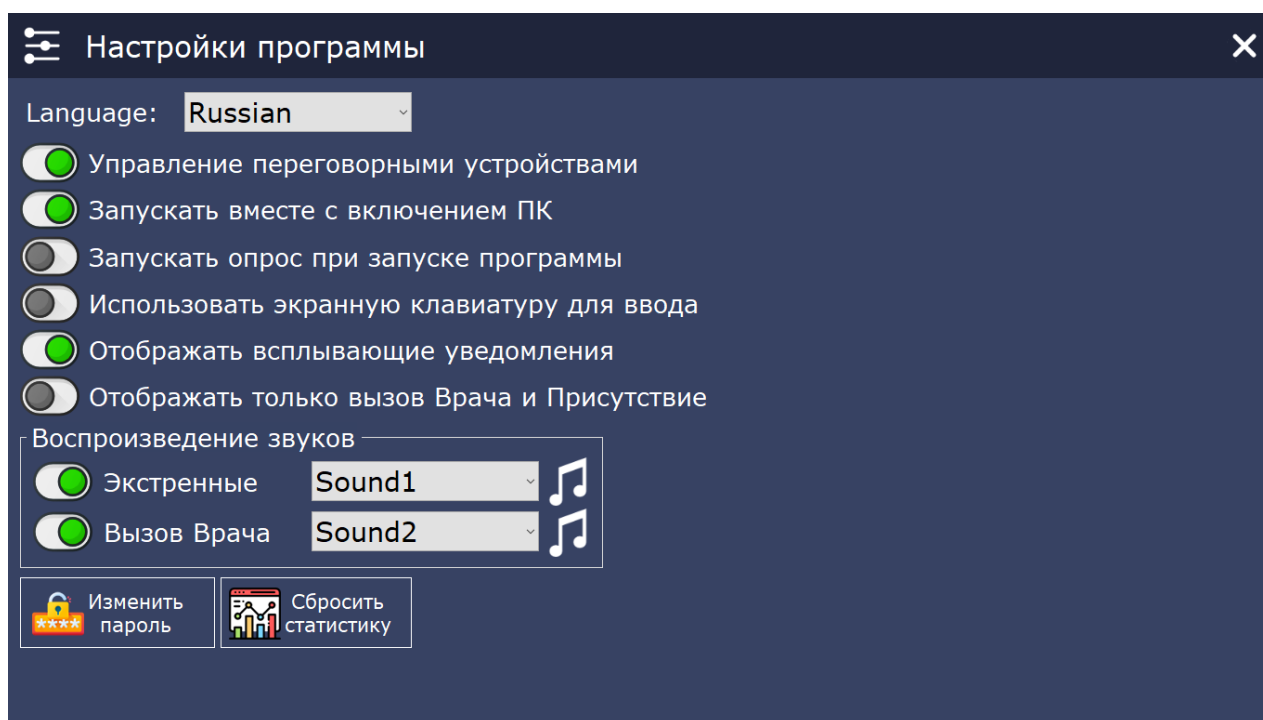 Настройки программы
Language: Russian
Управление переговорными устройствами
Запускать вместе с включением ПК
Запускать опрос при запуске программы
Использовать экранную клавиатуру для ввода
Отображать всплывающие уведомления
Отображать только вызов Врача и Присутствие
Воспроизведение звуков
Экстренные Sound1
Вызов Врача Sound2
Изменить
пароль
****
Сбросить
статистику